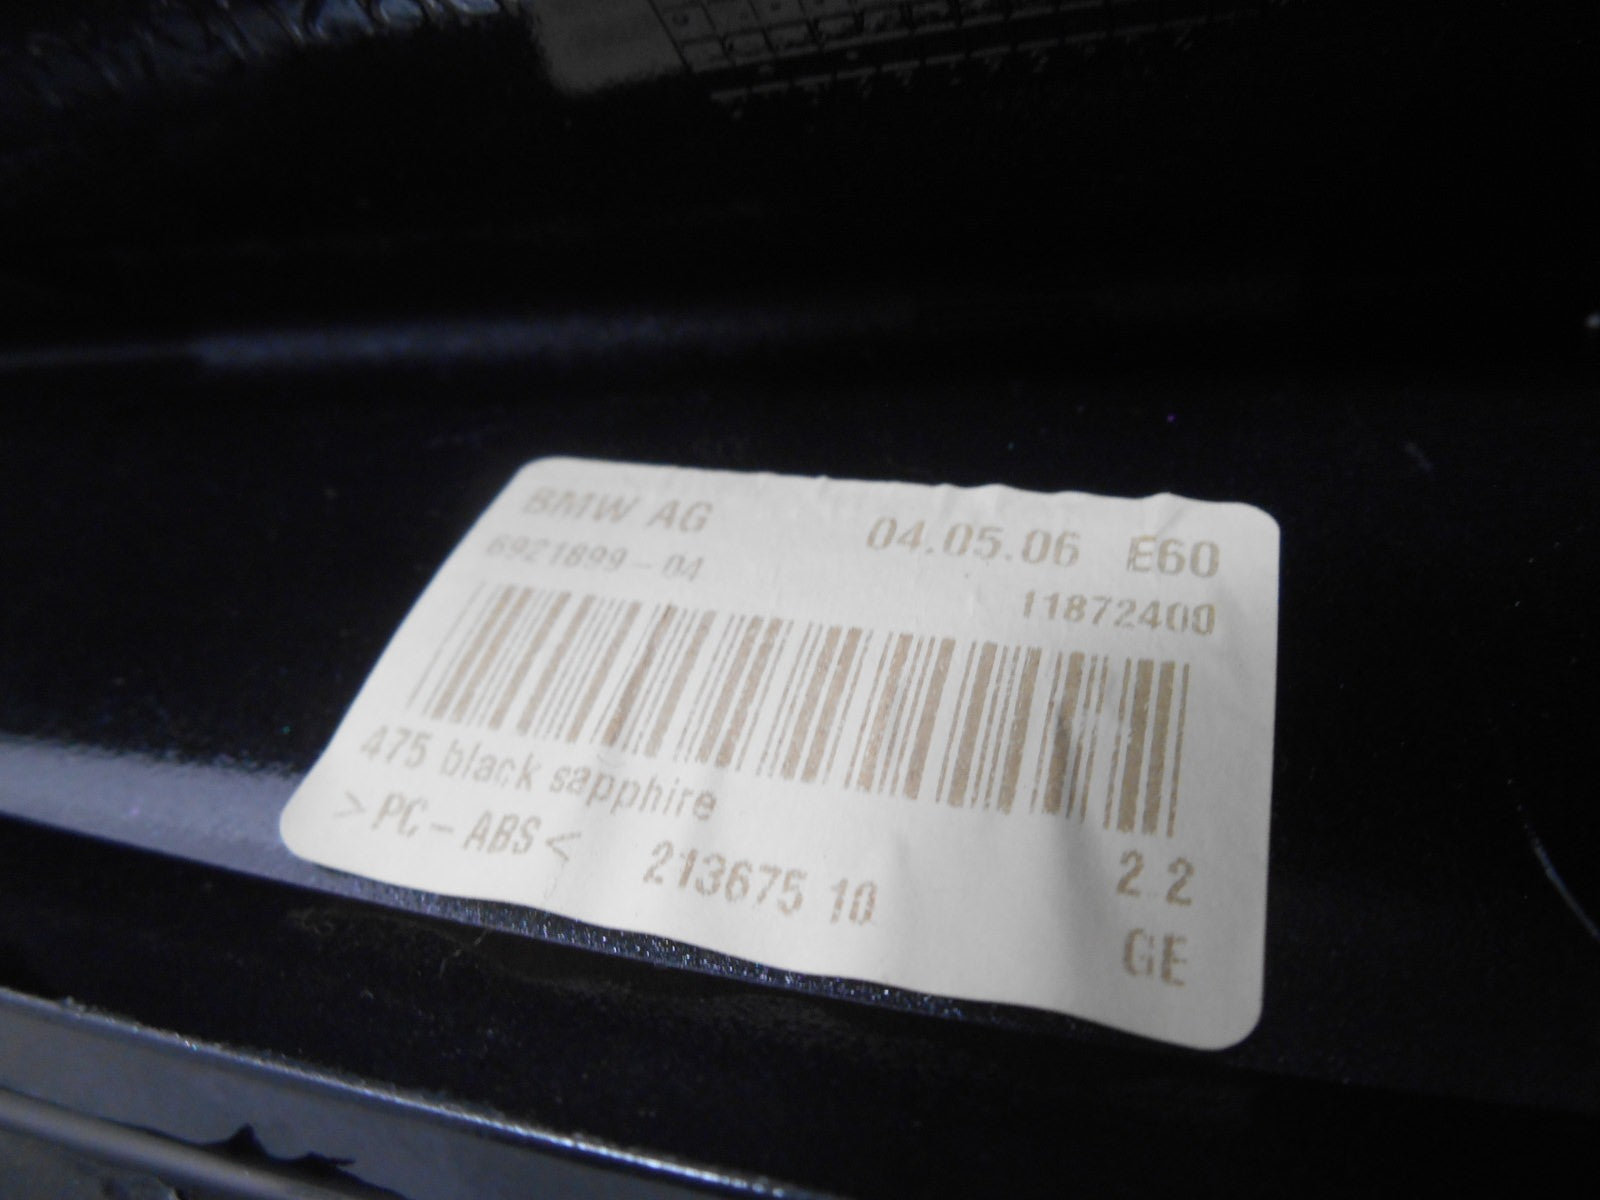 BMW AG 04.05.06 E60
6921899-04 11872400
475 black sapphire
>PC-ABS< 213675 10 2 2
GE